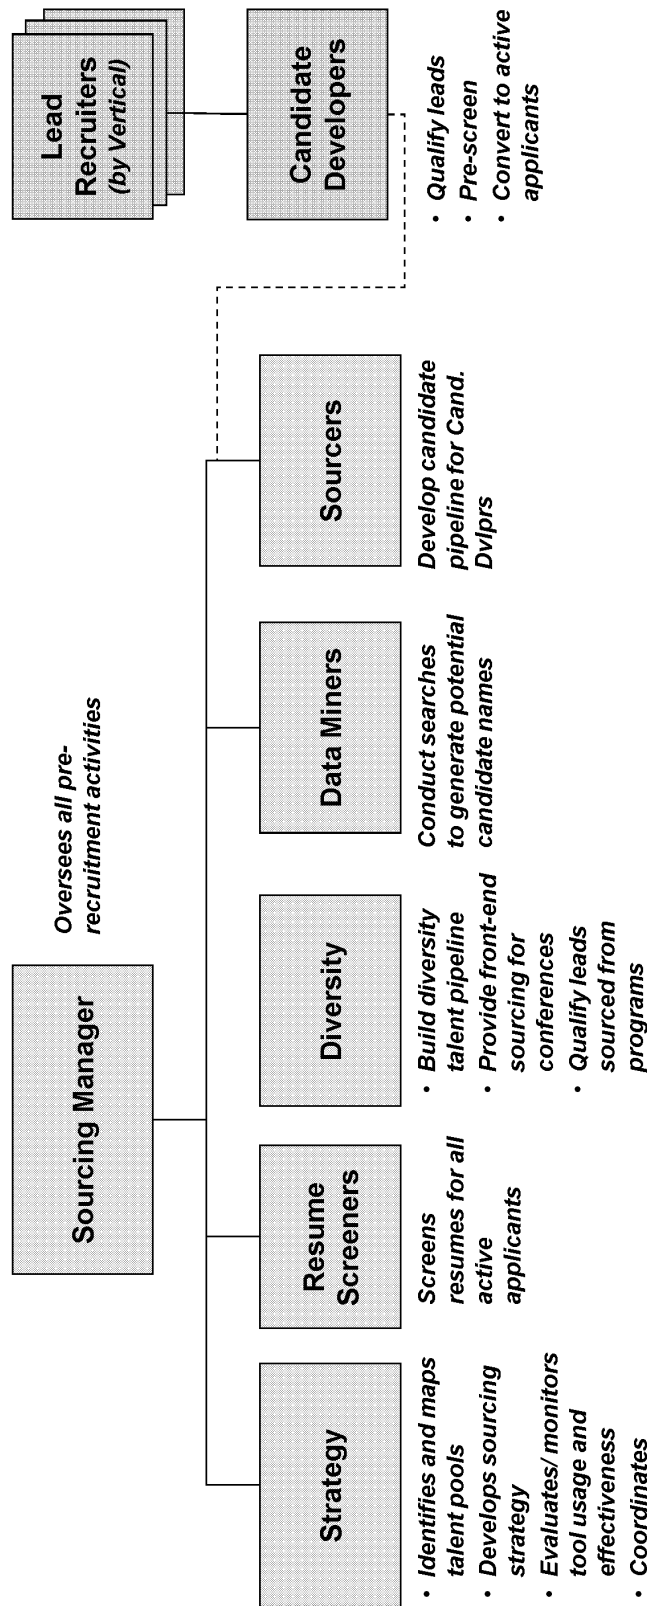 Sourcing Manager
Oversees all pre-
recruitment activities
Lead
Recruiters
(by Vertical)
Candidate
Developers
• Qualify leads
• Pre-screen
• Convert to active
applicants
Strategy
• Identifies and maps
talent pools
• Develops sourcing
strategy
• Evaluates/ monitors
tool usage and
effectiveness
• Coordinates
Resume
Screeners
Screens
resumes for all
active
applicants
Diversity
• Build diversity
talent pipeline
• Provide front-end
sourcing for
conferences
• Qualify leads
sourced from
programs
Data Miners
Conduct searches
to generate potential
candidate names
Sourcers
Develop candidate
pipeline for Cand.
Dvlprs